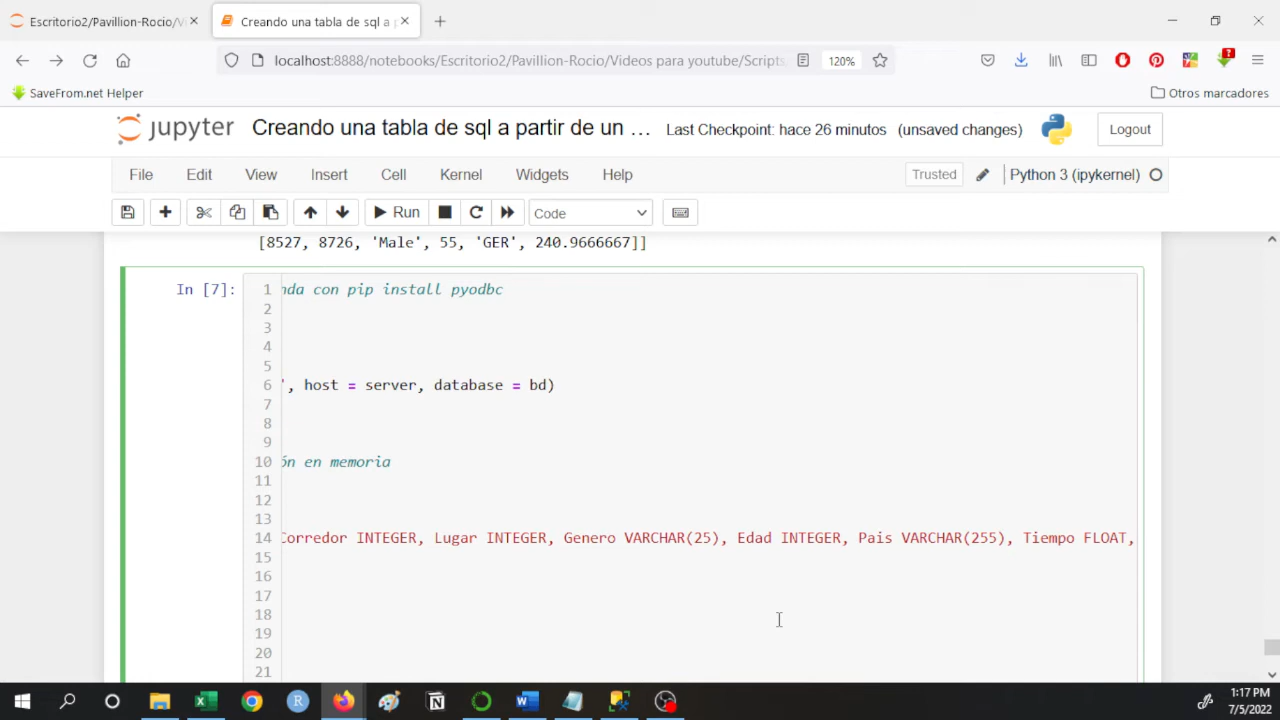 Escritorio2/Pavillion-Rocio/Vi
Creando una tabla de sql a p
localhost:8888/notebooks/Escritorio2/Pavillion-Rocio/Videos para youtube/Scripts,
120%
SaveFrom.net Helper
Otros marcadores
jupyter Creando una tabla de sql a partir de un ... Last Checkpoint: hace 26 minutos (unsaved changes)
Logout
File Edit View Insert Cell Kernel Widgets Help
Trusted
Python 3 (ipykernel)
Run
Code
[8527, 8726, 'Male', 55, 'GER', 240.9666667]]
In [7]:
1 nda con pip install pyodbc
2
3
4
5
6 ', host = server, database = bd)
7
8
9
10 ón en memoria
11
12
13
14 Corredor INTEGER, Lugar INTEGER, Genero VARCHAR(25), Edad INTEGER, Pais VARCHAR(255), Tiempo FLOAT,
15
16
17
18
19
20
21
1:17 PM
7/5/2022